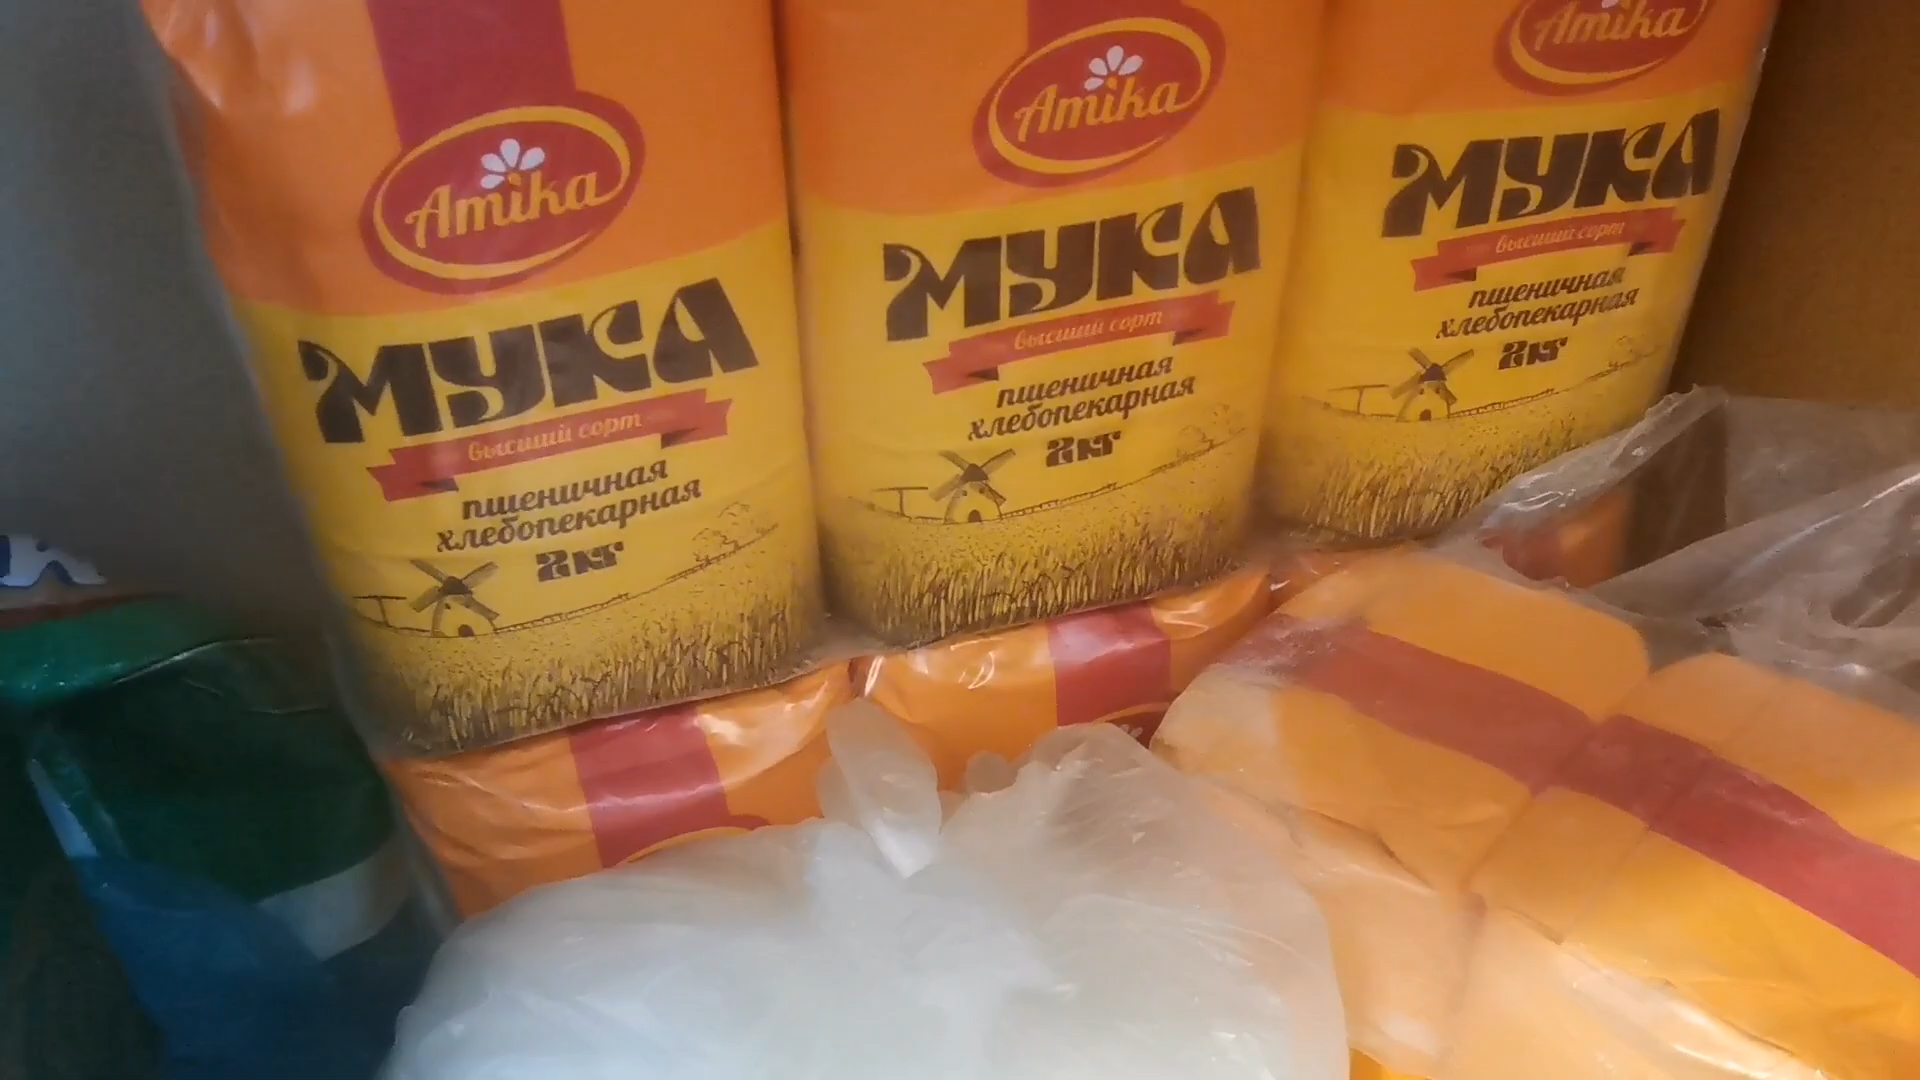 Amika
МУКА
высший сорт
пшеничная
хлебопекарная
2кг
Amika
МУКА
высший сорт
пшеничная
хлебопекарная
2кг
Amika
МУКА
высший сорт
пшеничная
хлебопекарная
2кг